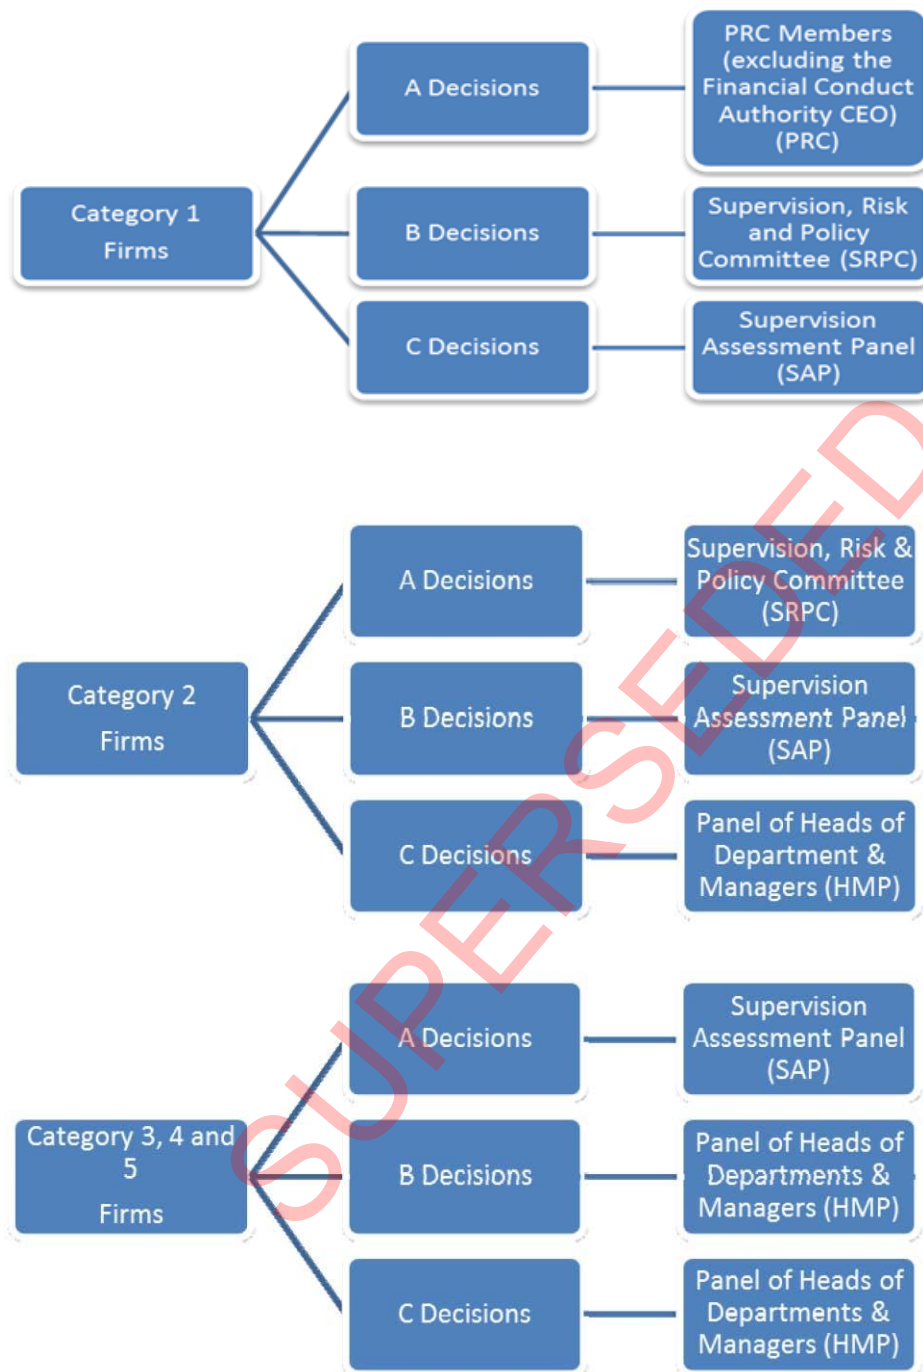 Category 1
Firms
A Decisions
PRC Members
(excluding the
Financial Conduct
Authority CEO)
(PRC)
B Decisions
Supervision, Risk
and Policy
Committee (SRPC)
C Decisions
Supervision
Assessment Panel
(SAP)
Category 2
Firms
A Decisions
Supervision, Risk &
Policy Committee
(SRPC)
B Decisions
Supervision
Assessment Panel
(SAP)
C Decisions
Panel of Heads of
Department &
Managers (HMP)
Category 3, 4 and
5
Firms
A Decisions
Supervision
Assessment Panel
(SAP)
B Decisions
Panel of Heads of
Departments &
Managers (HMP)
C Decisions
Panel of Heads of
Departments &
Managers (HMP)
SUPERSEDED